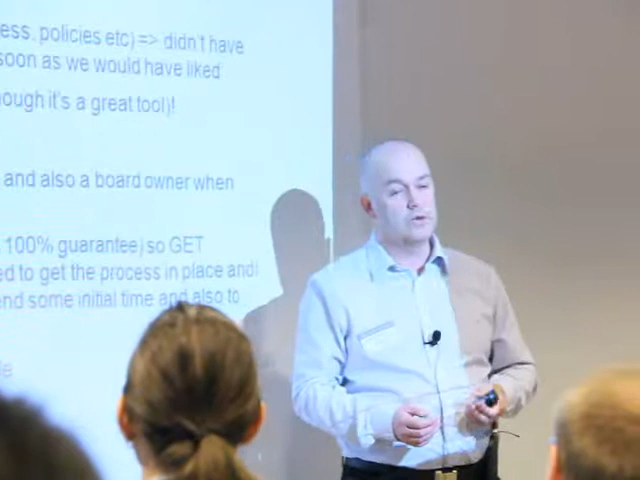 ess, policies etc) => didn't have
soon as we would have liked
ough it's a great tool)!
and also a board owner when
100% guarantee) so GET
ed to get the process in place and
end some initial time and also to